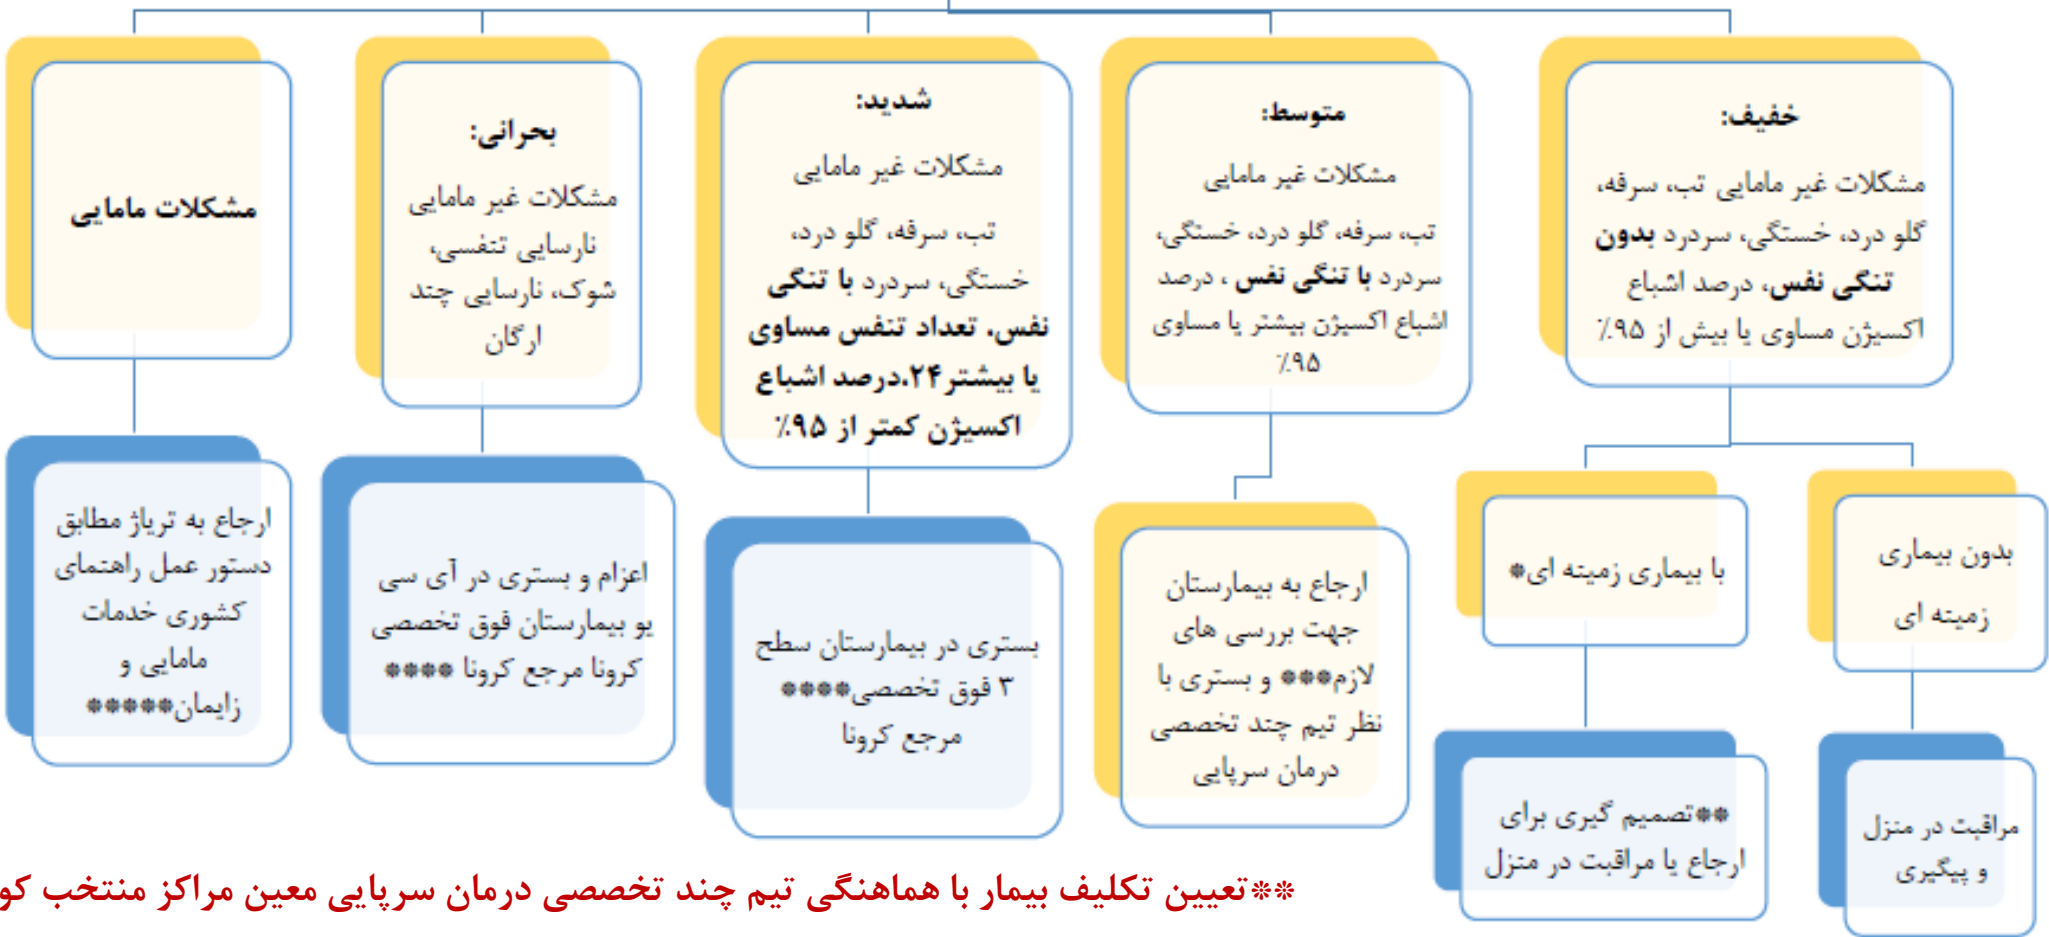 خفیف:
مشکلات غیر مامایی تب، سرفه،
گلو درد، خستگی، سردرد بدون
تنگی نفس، درصد اشباع
اکسیژن مساوی یا بیش از ۹۵٪
متوسط:
مشکلات غیر مامایی
تب، سرفه، گلو درد، خستگی،
سردرد با تنگی نفس ، درصد
اشباع اکسیژن بیشتر یا مساوی
۹۵٪
شدید:
مشکلات غیر مامایی
تب، سرفه، گلو درد،
خستگی، سردرد با تنگی
نفس، تعداد تنفس مساوی
یا بیشتر۲۴،درصد اشباع
اکسیژن کمتر از ۹۵٪
بحرانی:
مشکلات غیر مامایی
نارسایی تنفسی،
شوک، نارسایی چند
ارگان
مشکلات مامایی
بدون بیماری
زمینه ای
با بیماری زمینه ای*
ارجاع به بیمارستان
جهت بررسی های
لازم*** و بستری با
نظر تیم چند تخصصی
درمان سرپایی
بستری در بیمارستان سطح
۳ فوق تخصصی****
مرجع کرونا
اعزام و بستری در آی سی
یو بیمارستان فوق تخصصی
کرونا مرجع کرونا ****
ارجاع به تریاژ مطابق
دستور عمل راهنمای
کشوری خدمات
مامایی و
زایمان*****
مراقبت در منزل
و پیگیری
**تصمیم گیری برای
ارجاع یا مراقبت در منزل
**تعیین تکلیف بیمار با هماهنگی تیم چند تخصصی درمان سرپایی معین مراکز منتخب